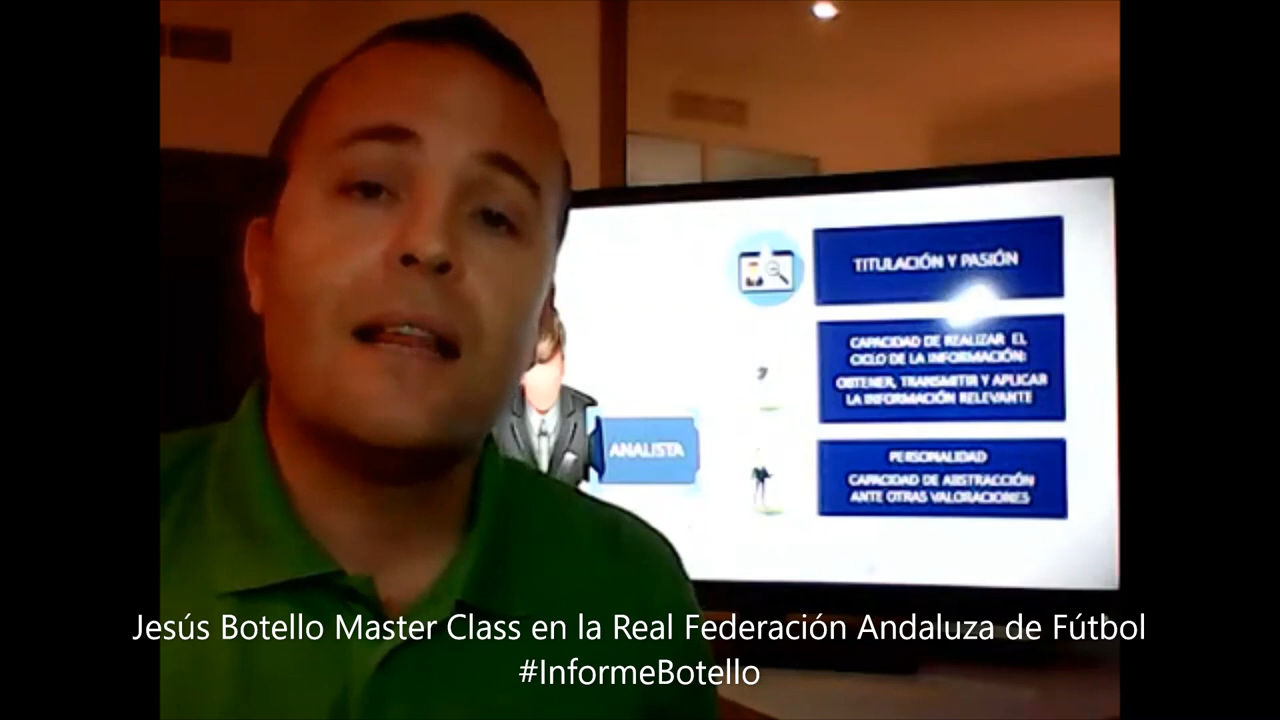 TITULACIÓN Y PASIÓN
CAPACIDAD DE REALIZAR EL
CICLO DE LA INFORMACIÓN:
OBTENER, TRANSMITIR Y APLICAR
LA INFORMACIÓN RELEVANTE
ANALISTA
PERSONALIDAD
CAPACIDAD DE ABSTRACCIÓN
ANTE OTRAS VALORACIONES
Jesús Botello Master Class en la Real Federación Andaluza de Fútbol
#InformeBotello